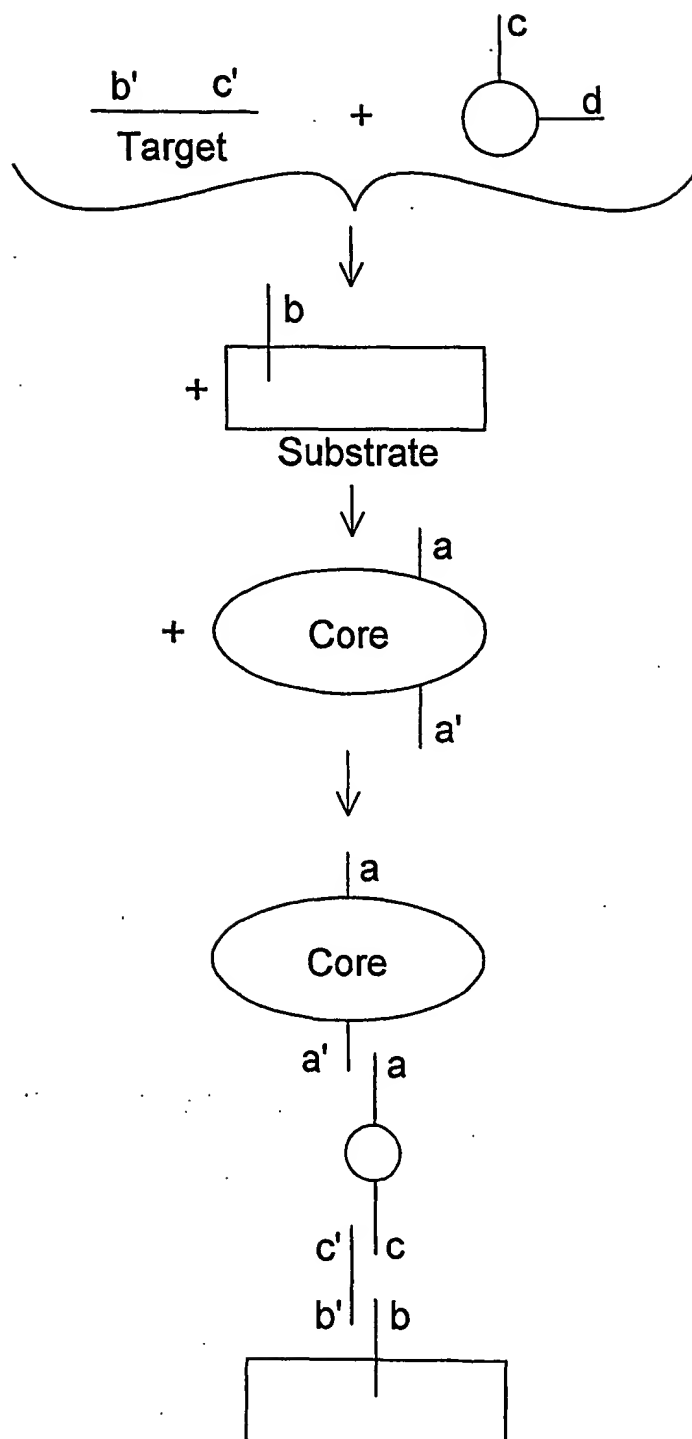 c
b' c' + d
Target
b
+
Substrate
a
+ Core
a'
a
Core
a' a
c' c
b' b